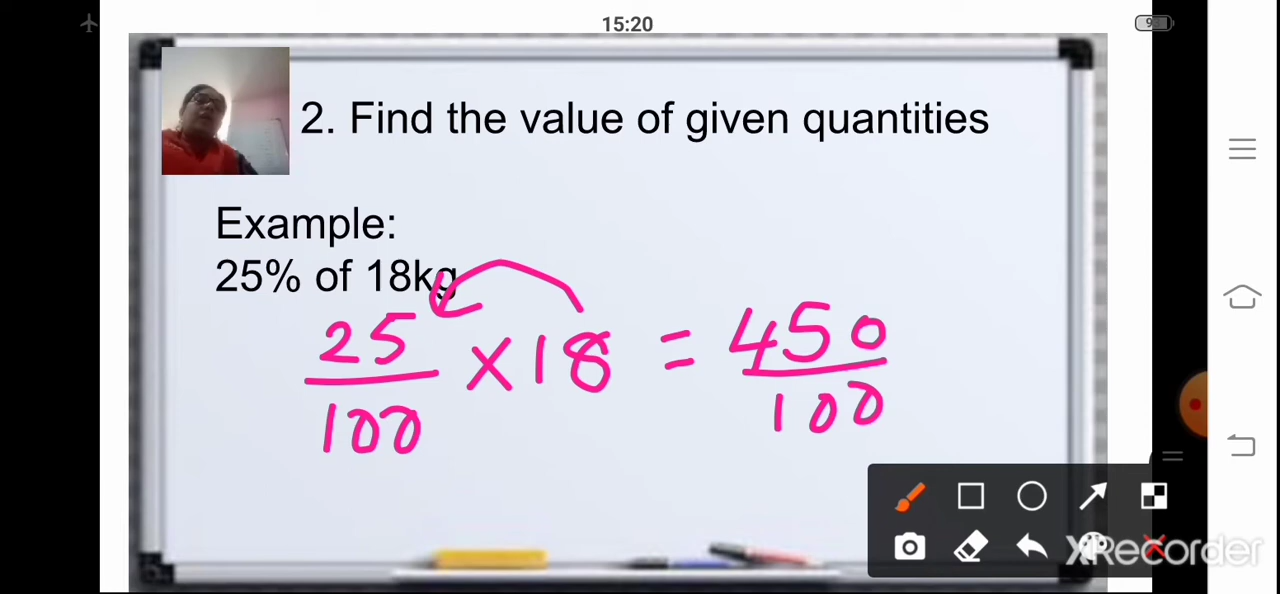 15:20
2. Find the value of given quantities
Example:
25% of 18kg
25/100 × 18 = 450/100
XRecorder